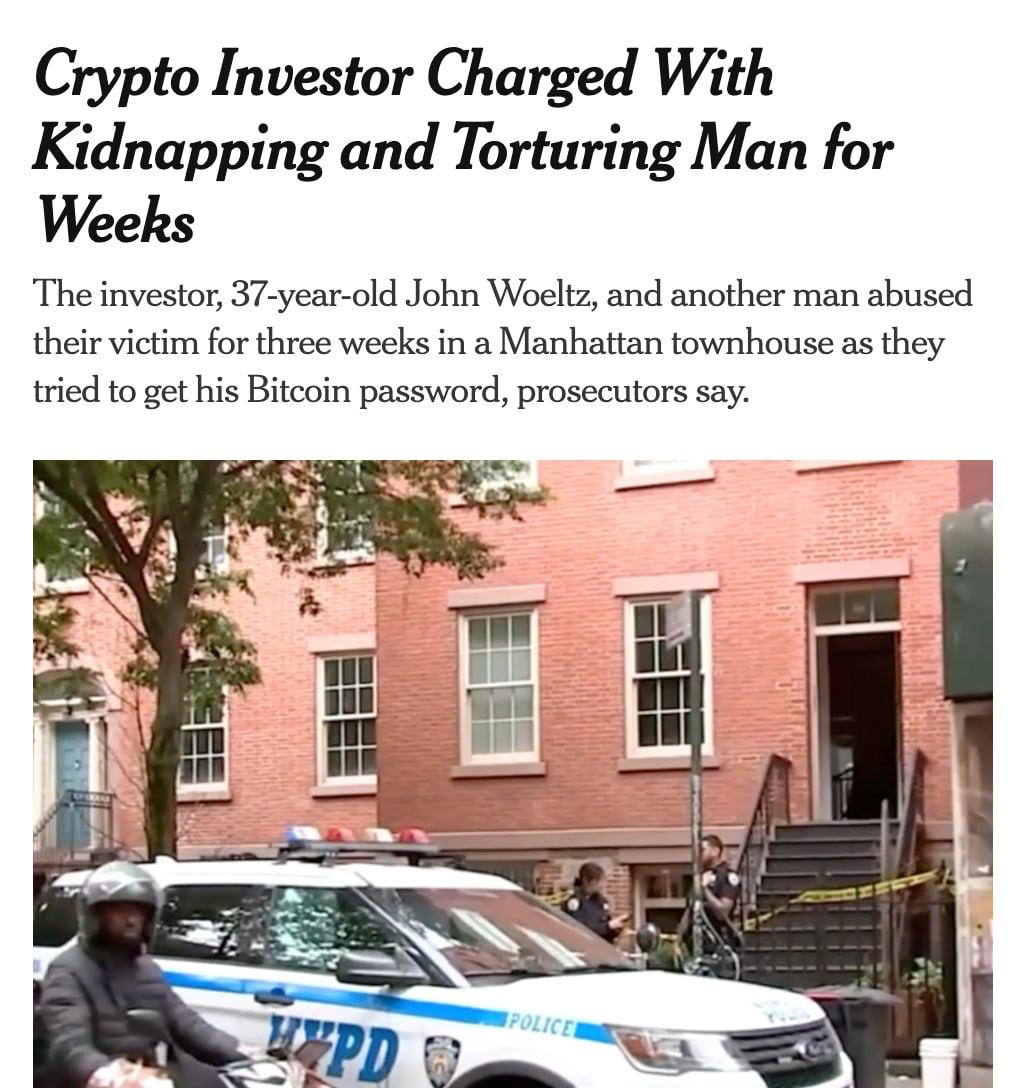 Crypto Investor Charged With
Kidnapping and Torturing Man for
Weeks
The investor, 37-year-old John Woeltz, and another man abused
their victim for three weeks in a Manhattan townhouse as they
tried to get his Bitcoin password, prosecutors say.
POLICE
NYPD